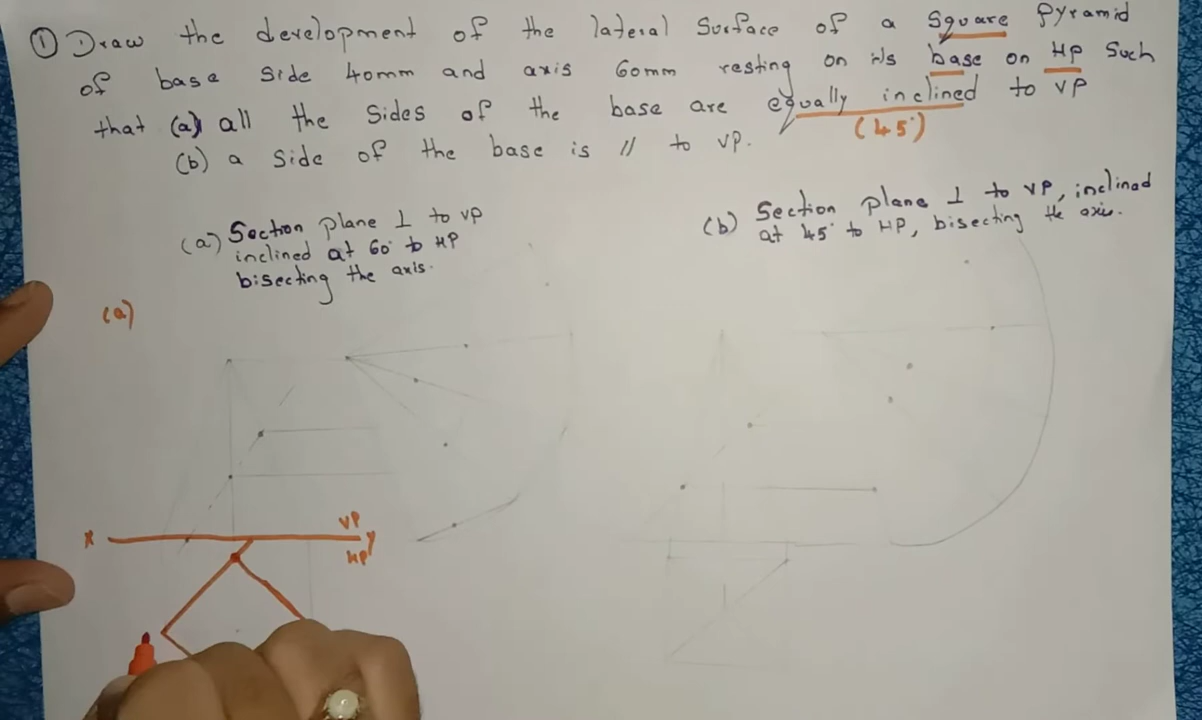 ① Draw the development of the lateral Surface of a Square Pyramid
of base side 40mm and axis 60mm resting on its base on HP Such
that (a) all the Sides of the base are equally inclined to VP
(45°)
(b) a side of the base is // to VP.
(a) Section plane ⊥ to VP
inclined at 60° to HP
bisecting the axis.
(b) Section plane ⊥ to VP, inclined
at 45° to HP, bisecting the axis.
(a)
X VP Y
HP